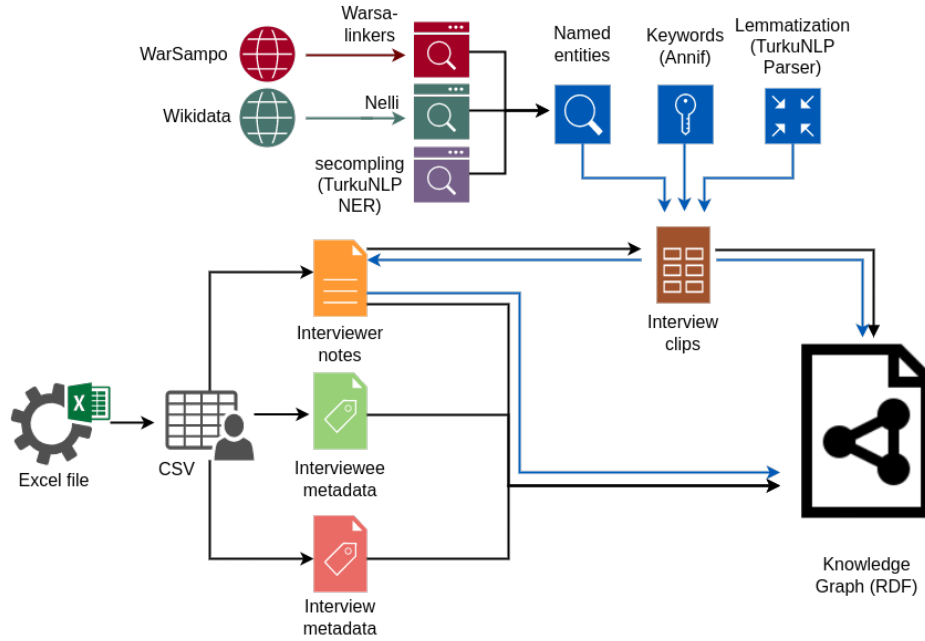 WarSampo
Warsa-
linkers
Named
entities
Keywords
(Annif)
Lemmatization
(TurkuNLP
Parser)
Wikidata
Nelli
secompling
(TurkuNLP
NER)
Interviewer
notes
Interview
clips
X
Excel file
CSV
Interviewee
metadata
Interview
metadata
Knowledge
Graph (RDF)